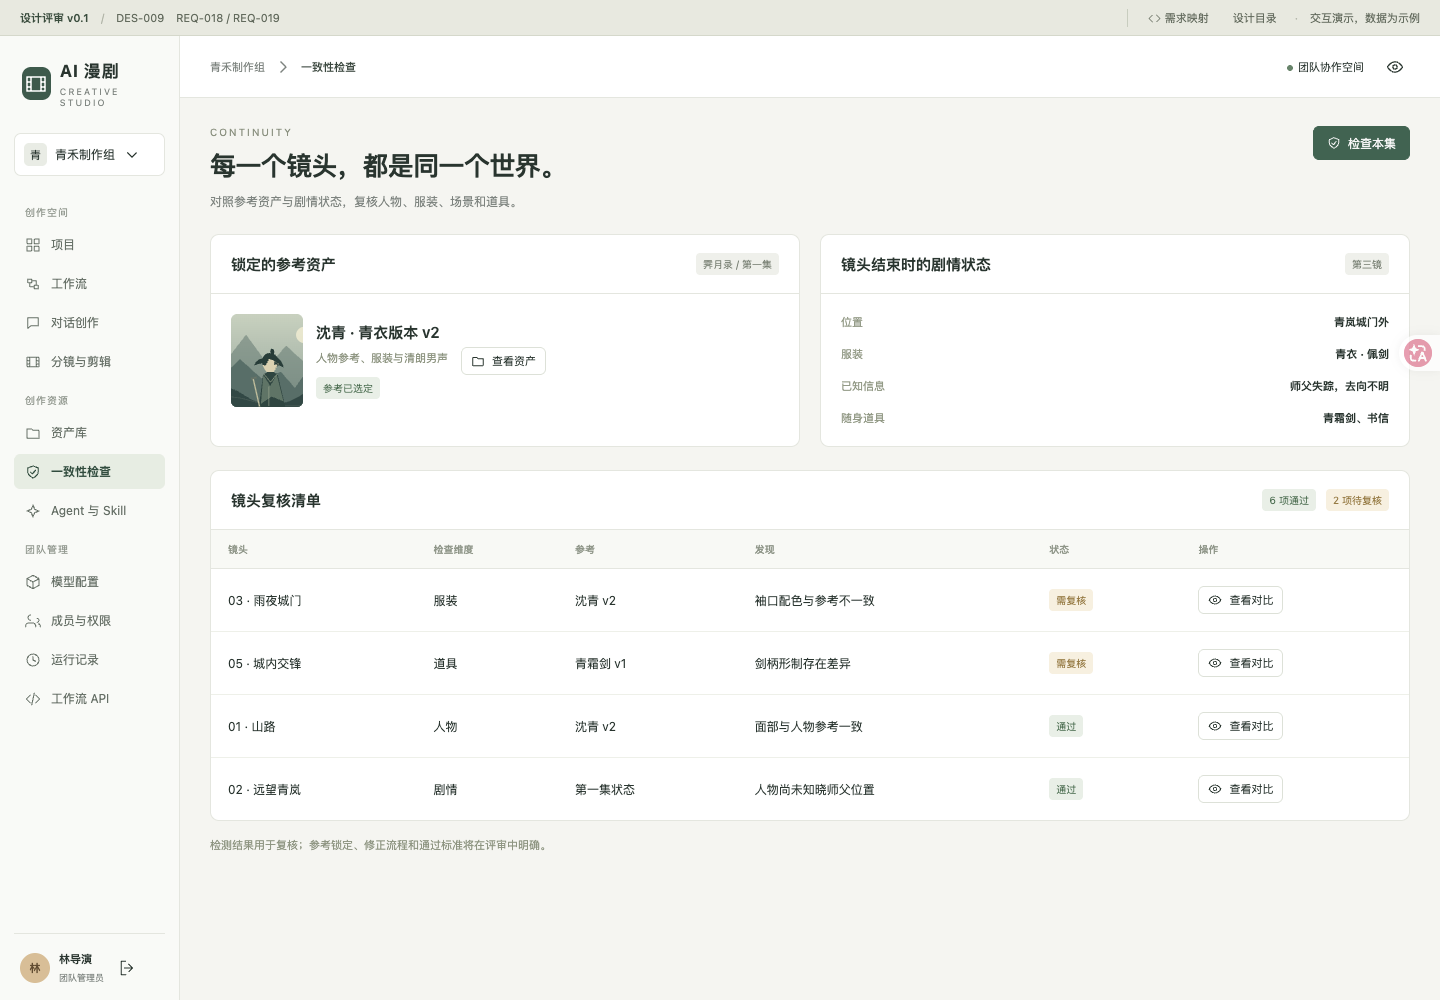 设计评审 v0.1 / DES-009 REQ-018 / REQ-019
需求映射 设计目录 · 交互演示，数据为示例
AI 漫剧
CREATIVE
STUDIO
青 青禾制作组
创作空间
项目
工作流
对话创作
分镜与剪辑
创作资源
资产库
一致性检查
Agent 与 Skill
团队管理
模型配置
成员与权限
运行记录
工作流 API
林
林导演
团队管理员
青禾制作组 一致性检查
团队协作空间
CONTINUITY
每一个镜头，都是同一个世界。
对照参考资产与剧情状态，复核人物、服装、场景和道具。
检查本集
锁定的参考资产
霁月录 / 第一集
沈青 · 青衣版本 v2
人物参考、服装与清朗男声
查看资产
参考已选定
镜头结束时的剧情状态
第三镜
位置 青岚城门外
服装 青衣 · 佩剑
已知信息 师父失踪，去向不明
随身道具 青霜剑、书信
镜头复核清单
6 项通过 2 项待复核
镜头 检查维度 参考 发现 状态 操作
03 · 雨夜城门 服装 沈青 v2 袖口配色与参考不一致 需复核 查看对比
05 · 城内交锋 道具 青霜剑 v1 剑柄形制存在差异 需复核 查看对比
01 · 山路 人物 沈青 v2 面部与人物参考一致 通过 查看对比
02 · 远望青岚 剧情 第一集状态 人物尚未知晓师父位置 通过 查看对比
检测结果用于复核；参考锁定、修正流程和通过标准将在评审中明确。